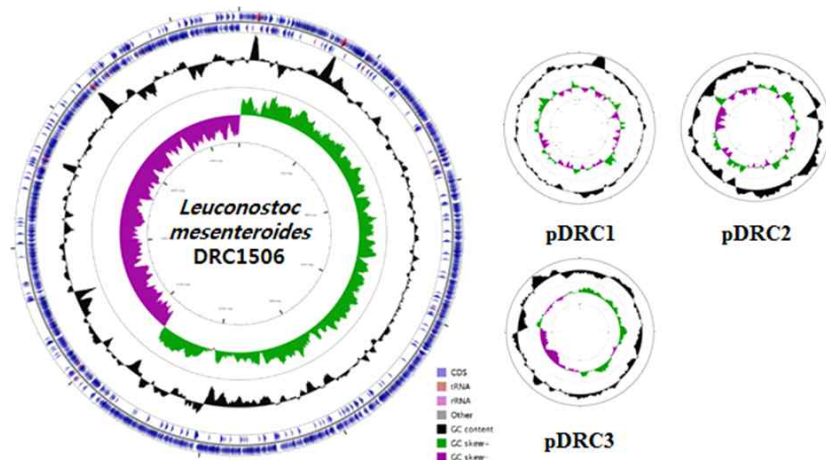 Leuconostoc
mesenteroides
DRC1506
pDRC1
pDRC2
pDRC3
CDS
tRNA
rRNA
Other
GC content
GC skew+
GC skew-